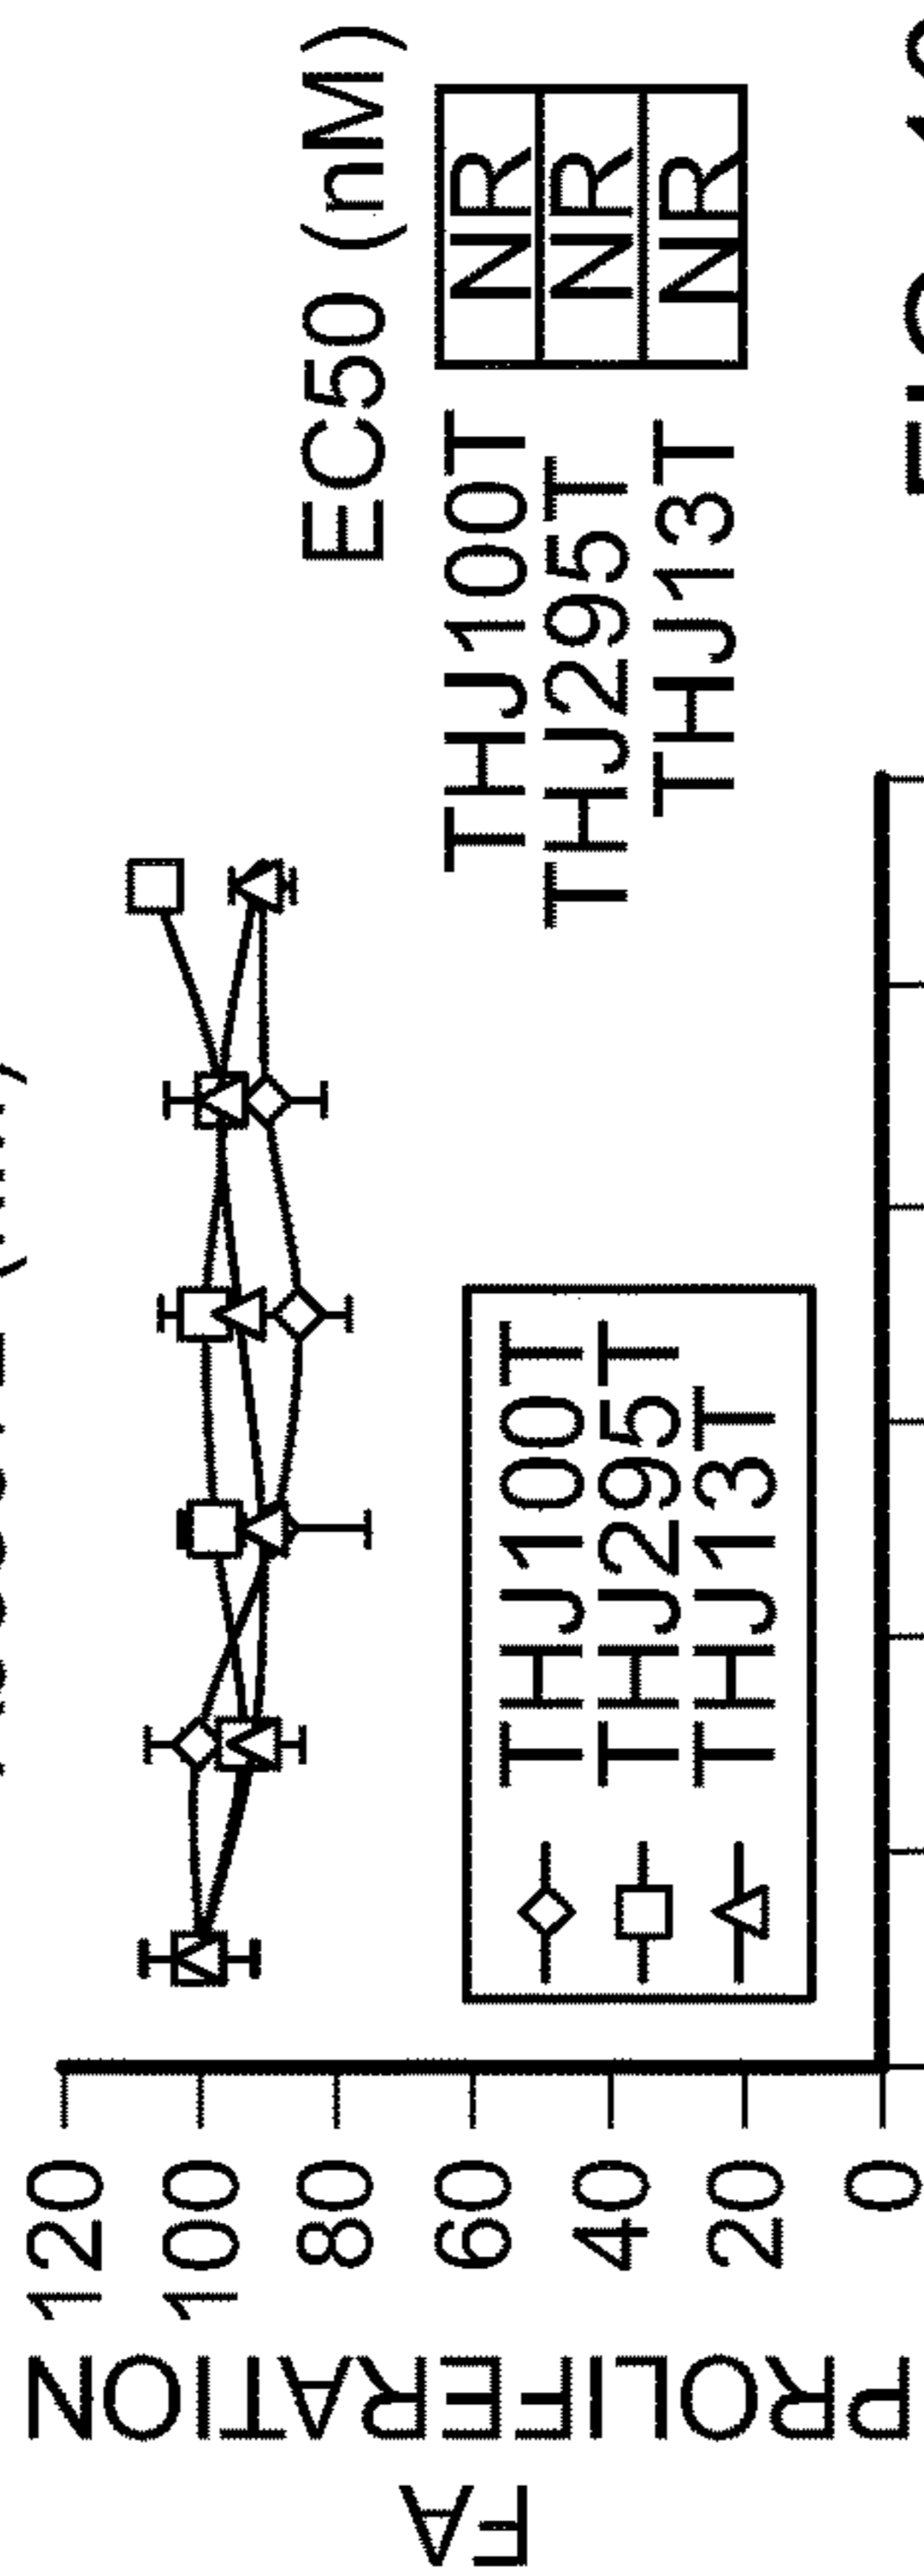 EC50 (nM)
THJ100T NR
THJ295T NR
THJ13T NR
THJ100T
THJ295T
THJ13T
120
100
80
60
40
20
0
FA
PROLIFERATION